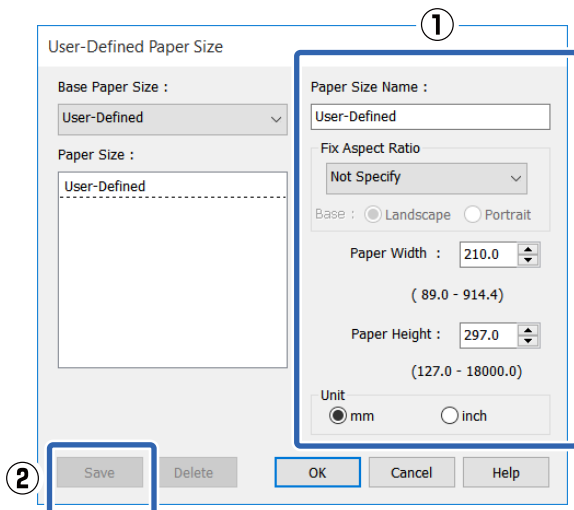 ①
User-Defined Paper Size
Base Paper Size :
User-Defined
Paper Size :
User-Defined
Paper Size Name :
User-Defined
Fix Aspect Ratio
Not Specify
Base : Landscape Portrait
Paper Width : 210.0
( 89.0 - 914.4)
Paper Height : 297.0
(127.0 - 18000.0)
Unit
mm inch
②
Save Delete OK Cancel Help